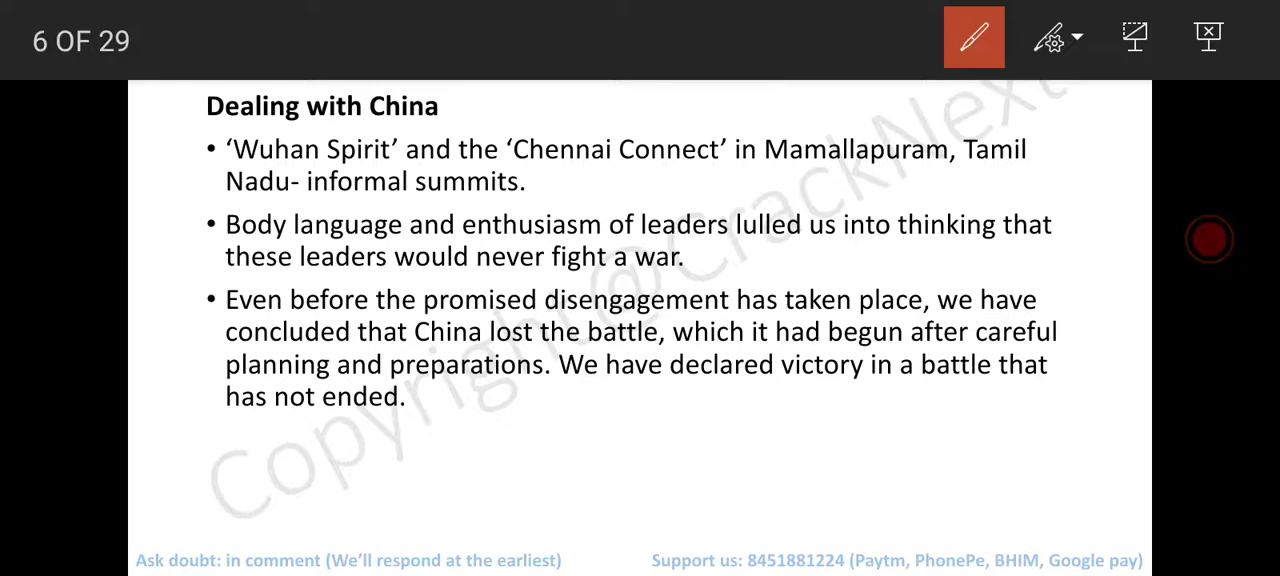 6 OF 29
Dealing with China
• ‘Wuhan Spirit’ and the ‘Chennai Connect’ in Mamallapuram, Tamil
Nadu- informal summits.
• Body language and enthusiasm of leaders lulled us into thinking that
these leaders would never fight a war.
• Even before the promised disengagement has taken place, we have
concluded that China lost the battle, which it had begun after careful
planning and preparations. We have declared victory in a battle that
has not ended.
Copyright@CrackNext
Ask doubt: in comment (We’ll respond at the earliest)
Support us: 8451881224 (Paytm, PhonePe, BHIM, Google pay)